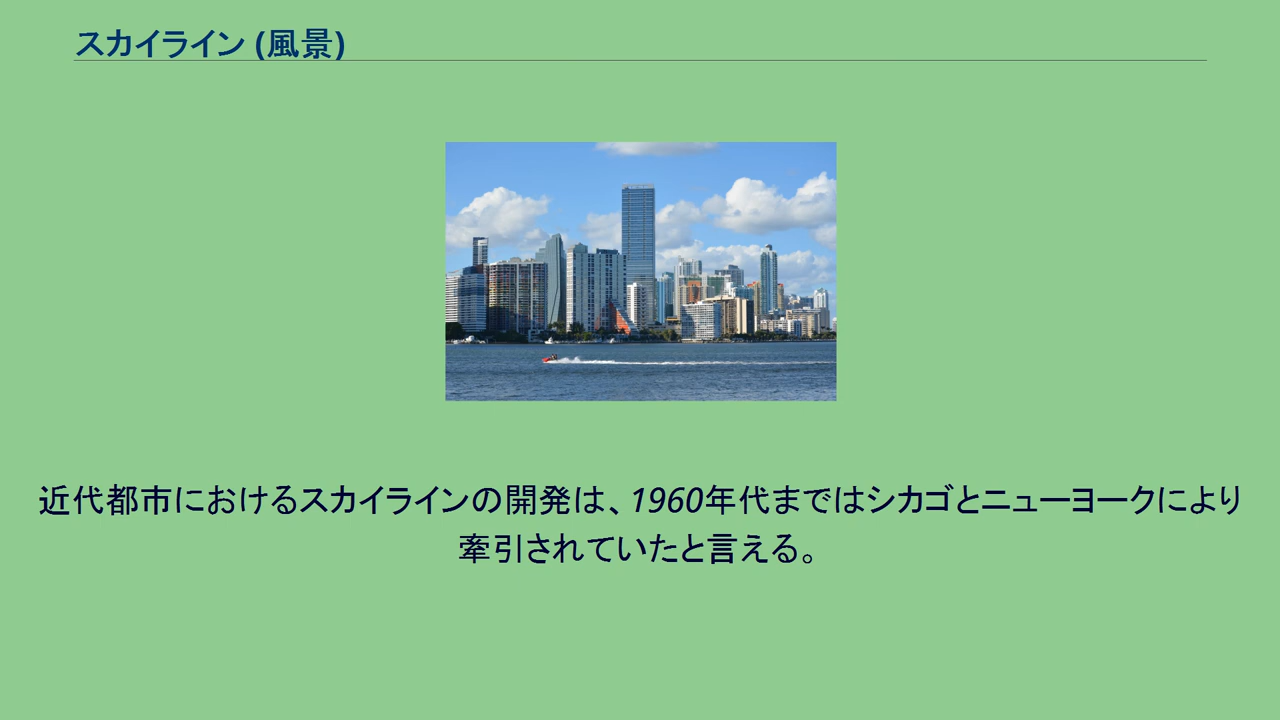 スカイライン (風景)
近代都市におけるスカイラインの開発は、1960年代まではシカゴとニューヨークにより
牽引されていたと言える。